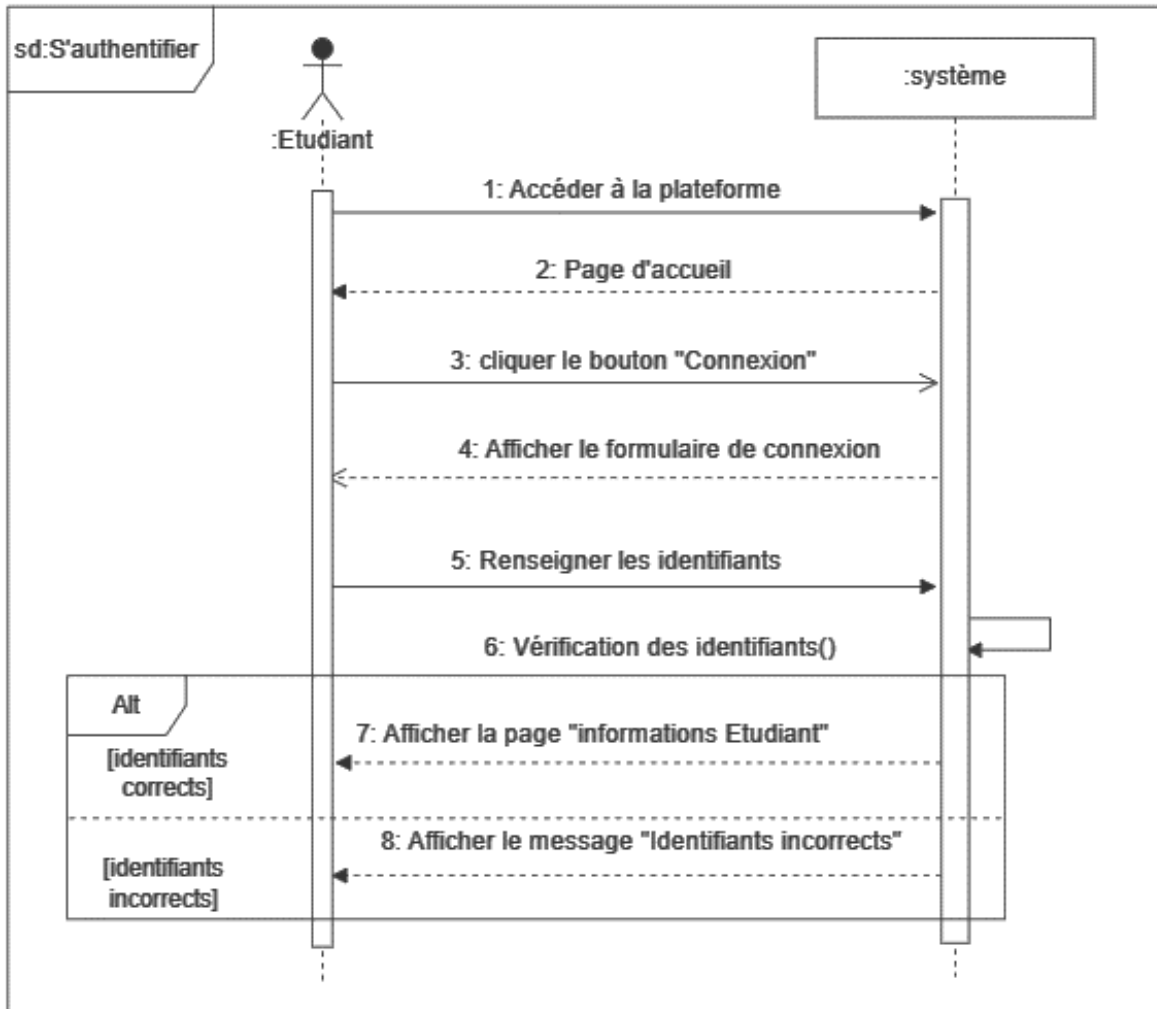 sd:S'authentifier
:Etudiant
:système
1: Accéder à la plateforme
2: Page d'accueil
3: cliquer le bouton "Connexion"
4: Afficher le formulaire de connexion
5: Renseigner les identifiants
6: Vérification des identifiants()
Alt
7: Afficher la page "informations Etudiant"
[identifiants
corrects]
8: Afficher le message "Identifiants incorrects"
[identifiants
incorrects]